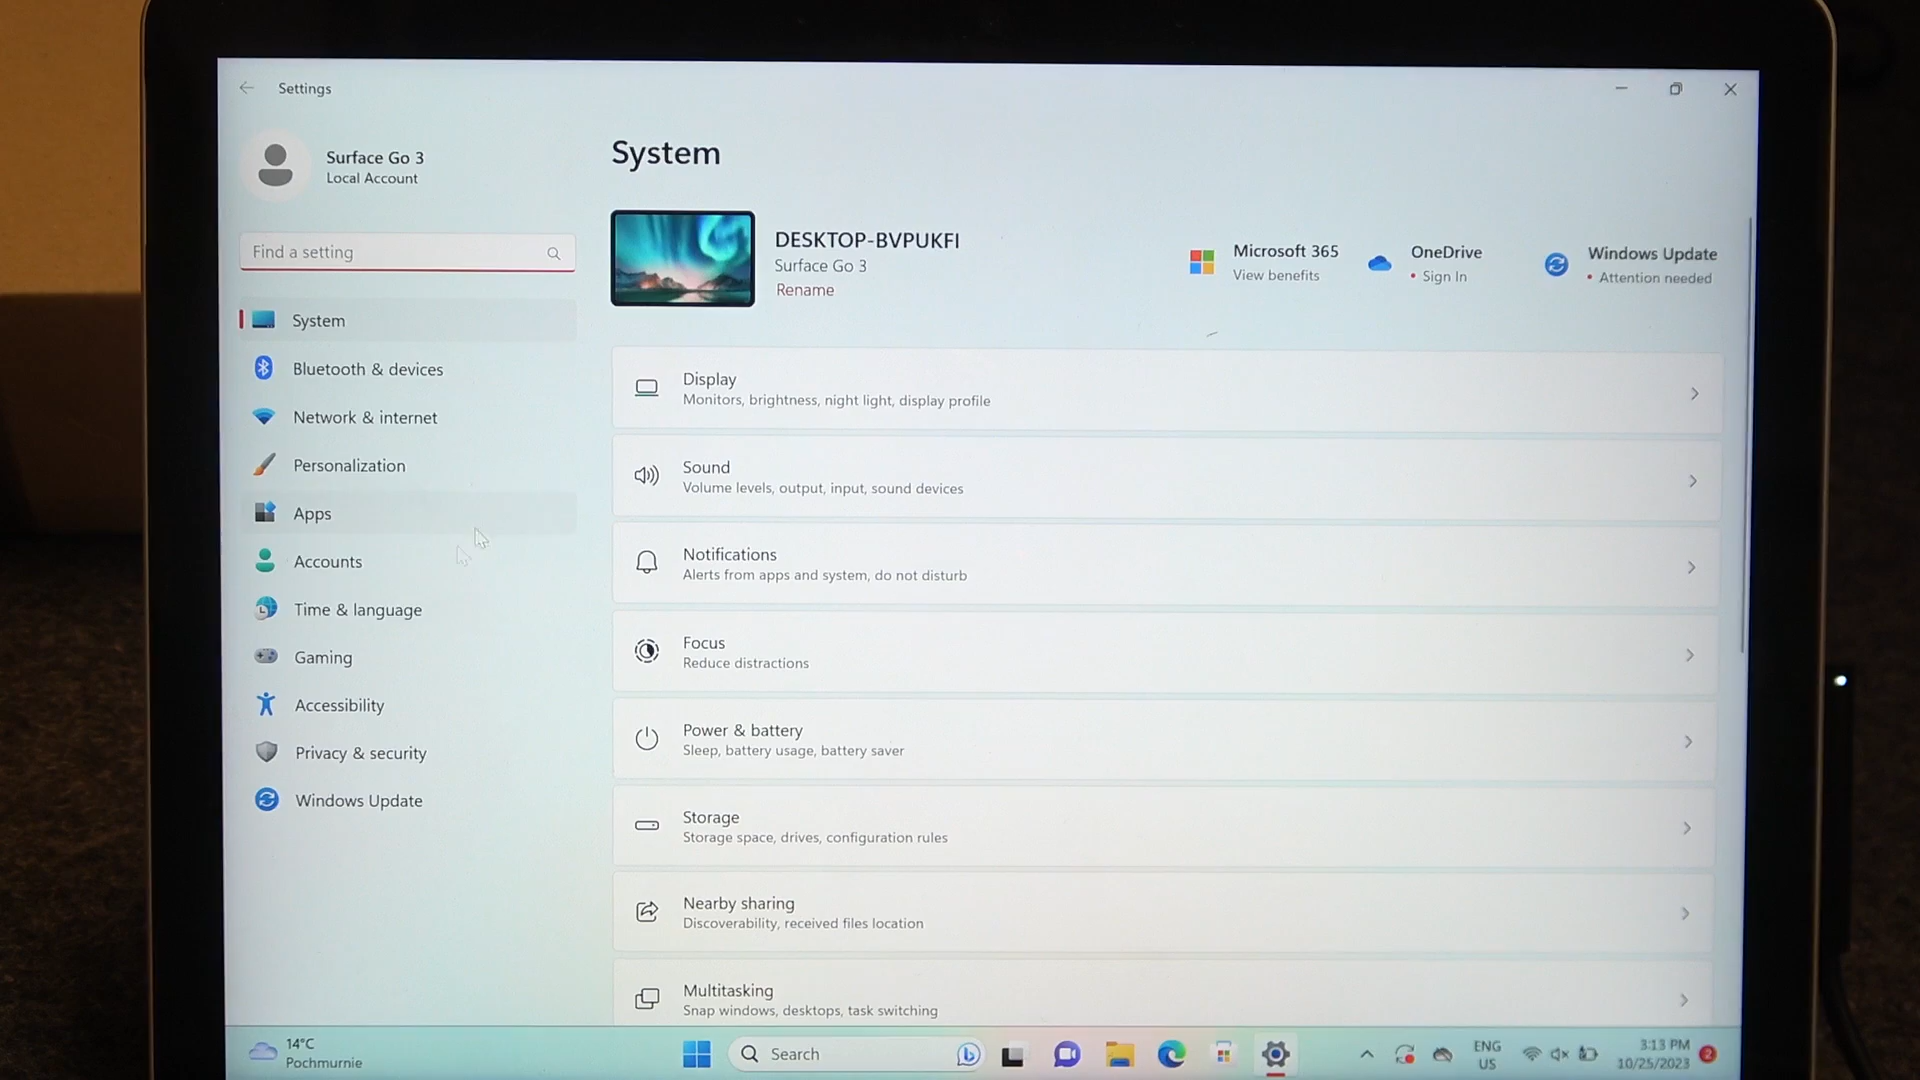 Settings
Surface Go 3
Local Account
Find a setting
System
Bluetooth & devices
Network & internet
Personalization
Apps
Accounts
Time & language
Gaming
Accessibility
Privacy & security
Windows Update
System
DESKTOP-BVPUKFI
Surface Go 3
Rename
Microsoft 365
View benefits
OneDrive
• Sign In
Windows Update
• Attention needed
Display
Monitors, brightness, night light, display profile
Sound
Volume levels, output, input, sound devices
Notifications
Alerts from apps and system, do not disturb
Focus
Reduce distractions
Power & battery
Sleep, battery usage, battery saver
Storage
Storage space, drives, configuration rules
Nearby sharing
Discoverability, received files location
Multitasking
Snap windows, desktops, task switching
14°C
Pochmurnie
Search
ENG
US
3:13 PM
10/25/2023
2